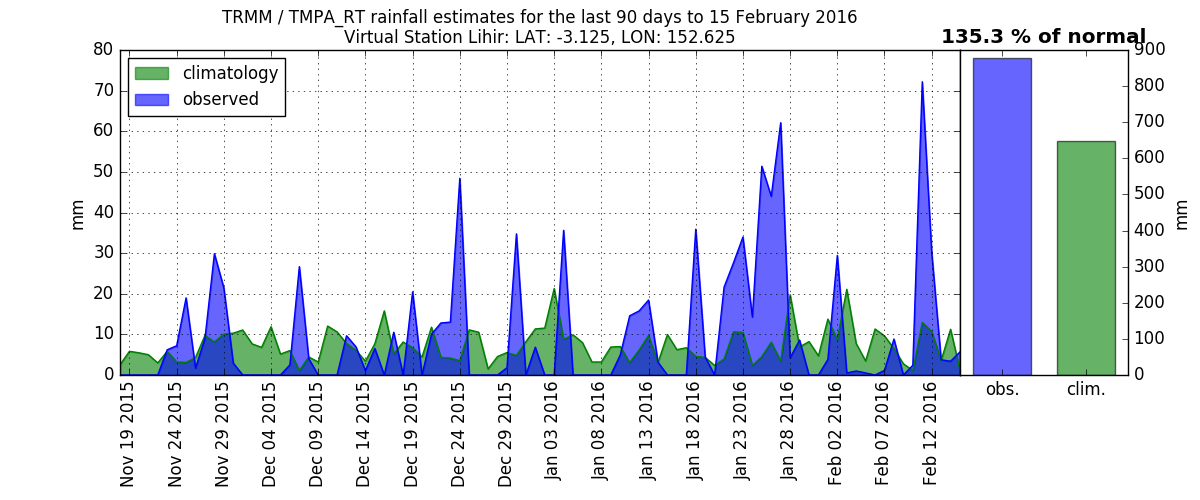 TRMM / TMPA_RT rainfall estimates for the last 90 days to 15 February 2016
Virtual Station Lihir: LAT: -3.125, LON: 152.625
135.3 % of normal
climatology
observed
80
70
60
50
40
30
20
10
0
mm
900
800
700
600
500
400
300
200
100
0
mm
obs.
clim.
Nov 19 2015
Nov 24 2015
Nov 29 2015
Dec 04 2015
Dec 09 2015
Dec 14 2015
Dec 19 2015
Dec 24 2015
Dec 29 2015
Jan 03 2016
Jan 08 2016
Jan 13 2016
Jan 18 2016
Jan 23 2016
Jan 28 2016
Feb 02 2016
Feb 07 2016
Feb 12 2016